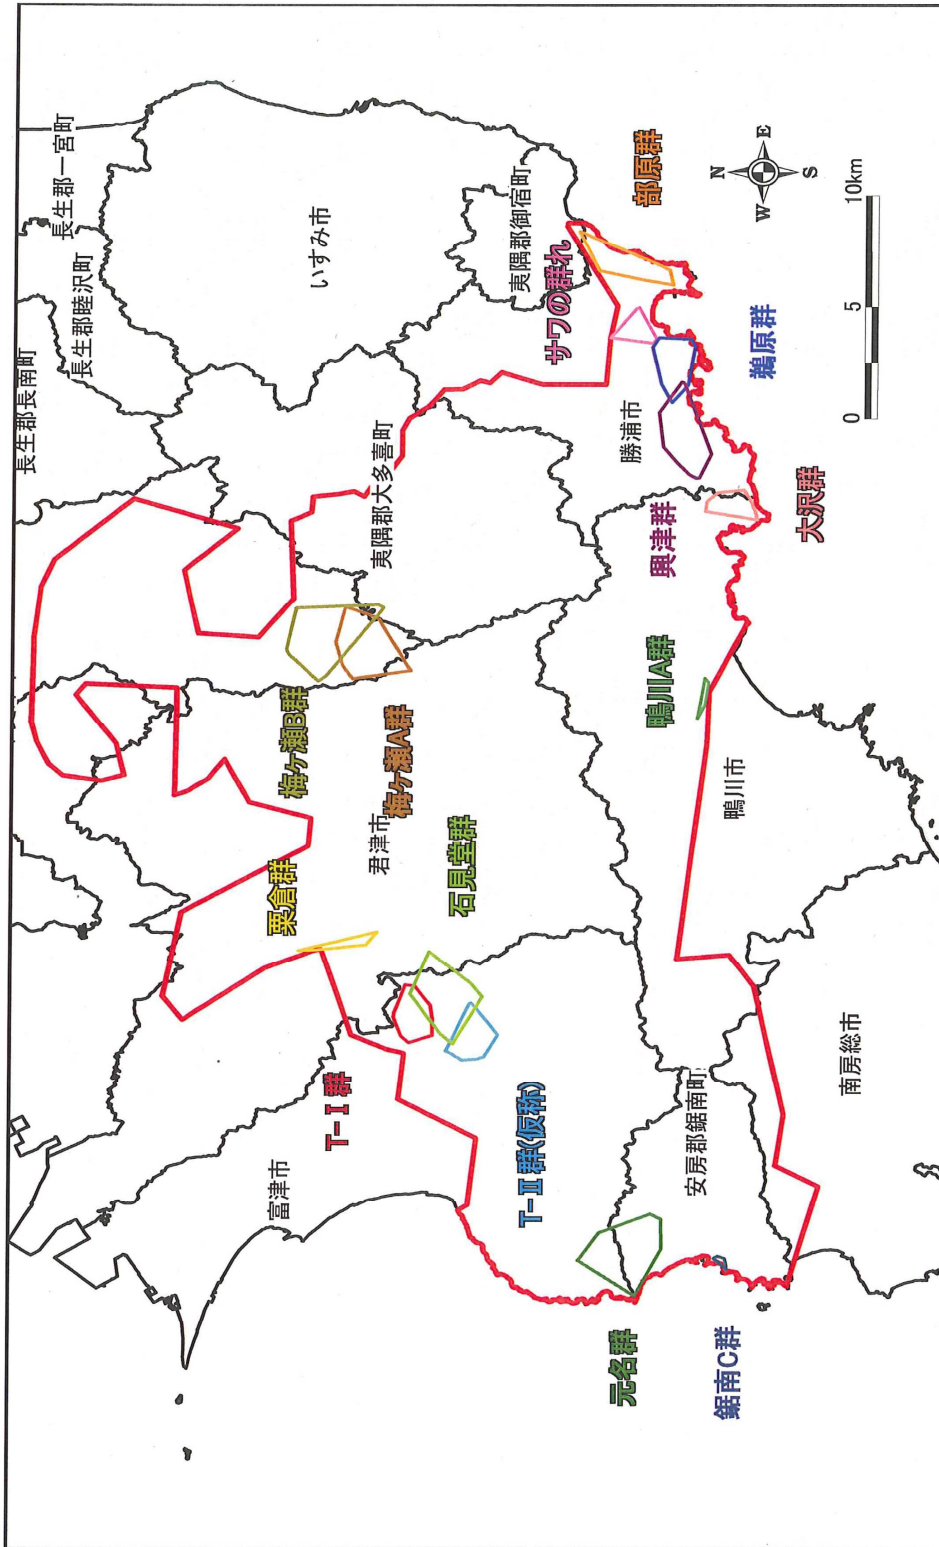 長生郡長南町
長生郡睦沢町
長生郡一宮町
いすみ市
夷隅郡御宿町
夷隅郡大多喜町
勝浦市
部原群
サワの群れ
鵜原群
興津群
大沢群
鴨川A群
鴨川市
梅ヶ瀬B群
梅ヶ瀬A群
君津市
粟倉群
石見堂群
T-Ⅰ群
T-Ⅱ群(仮称)
富津市
安房郡鋸南町
南房総市
元名群
鋸南C群
N
W E
S
0 5 10km